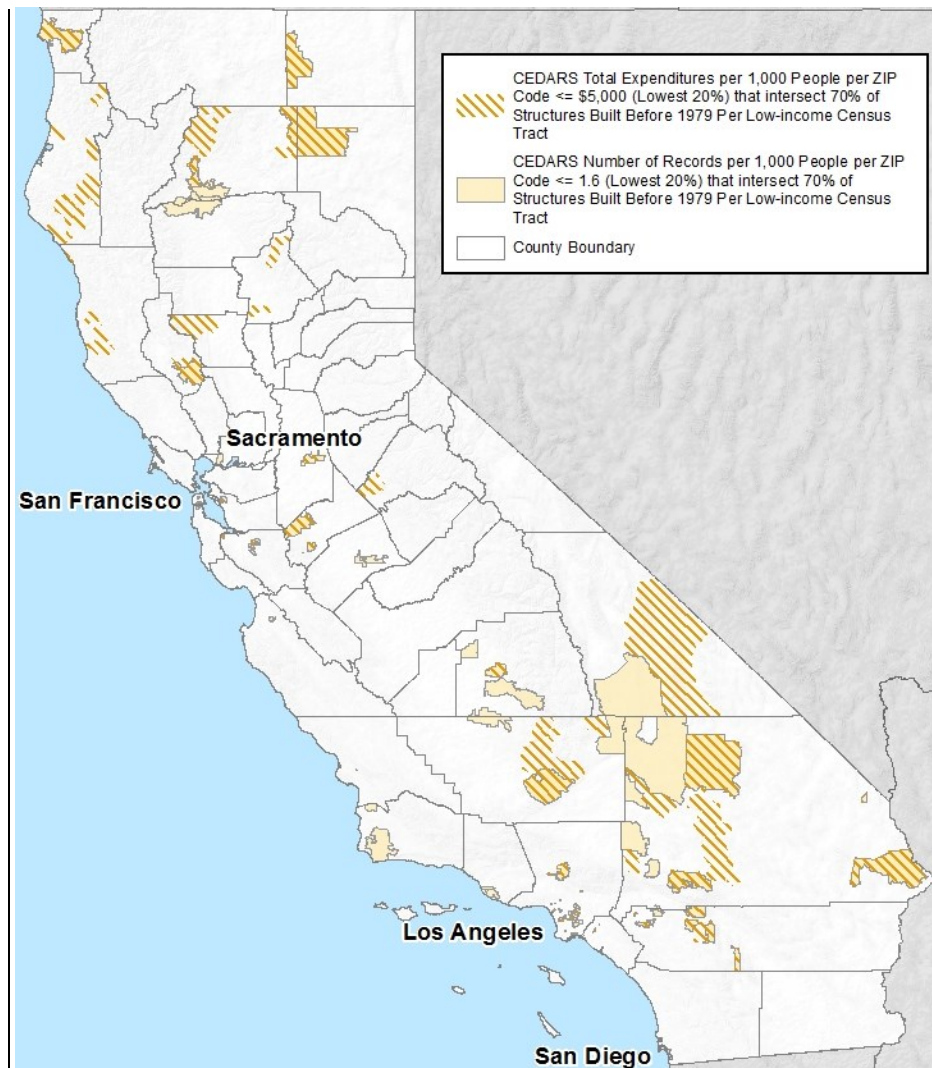 CEDARS Total Expenditures per 1,000 People per ZIP
Code <= $5,000 (Lowest 20%) that intersect 70% of
Structures Built Before 1979 Per Low-income Census
Tract
CEDARS Number of Records per 1,000 People per ZIP
Code <= 1.6 (Lowest 20%) that intersect 70% of
Structures Built Before 1979 Per Low-income Census
Tract
County Boundary
Sacramento
San Francisco
Los Angeles
San Diego